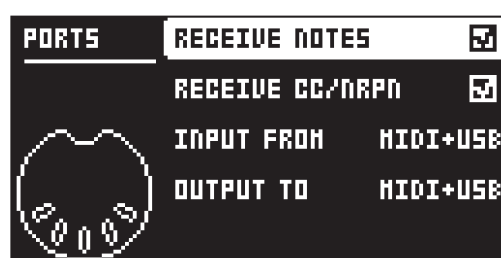 PORTS
RECEIVE NOTES
RECEIVE CC/NRPN
INPUT FROM MIDI+USB
OUTPUT TO MIDI+USB